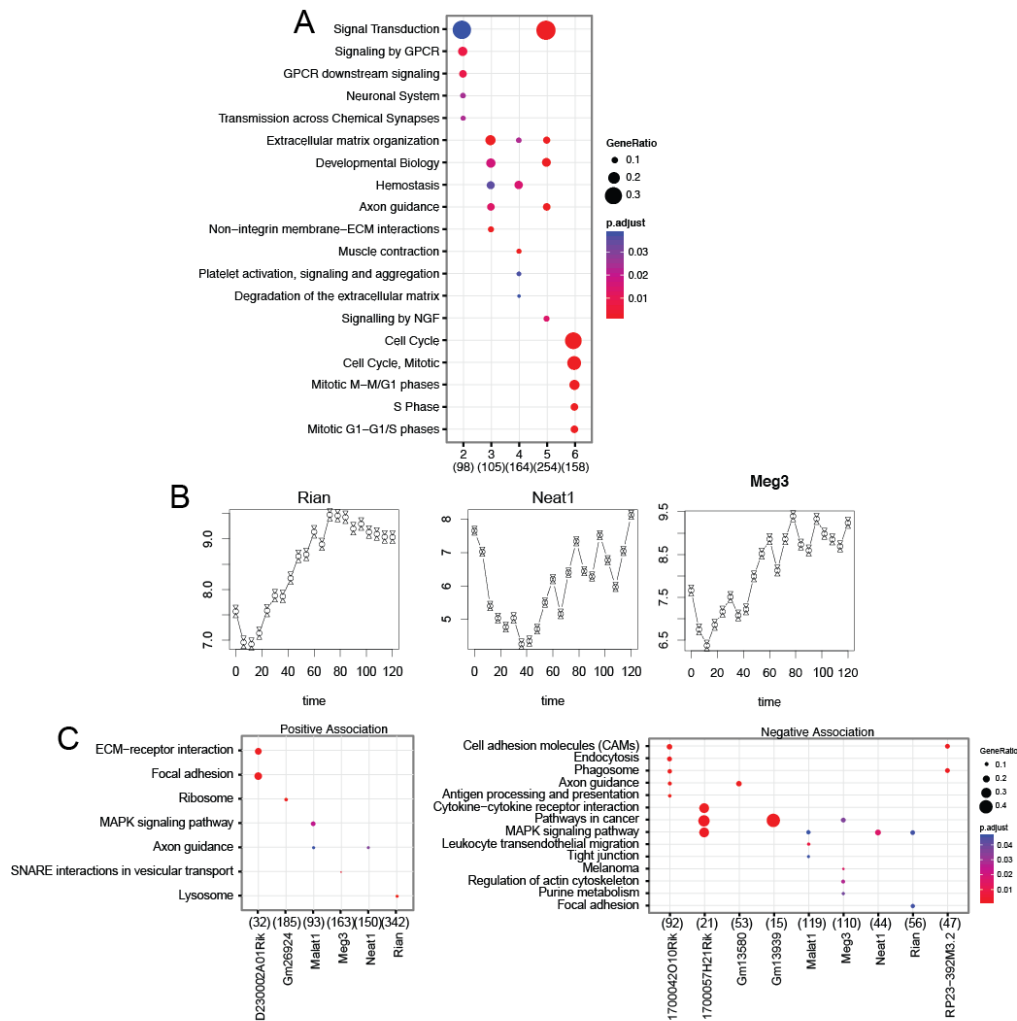 A
Signal Transduction
Signaling by GPCR
GPCR downstream signaling
Neuronal System
Transmission across Chemical Synapses
Extracellular matrix organization
Developmental Biology
Hemostasis
Axon guidance
Non−integrin membrane−ECM interactions
Muscle contraction
Platelet activation, signaling and aggregation
Degradation of the extracellular matrix
Signalling by NGF
Cell Cycle
Cell Cycle, Mitotic
Mitotic M−M/G1 phases
S Phase
Mitotic G1−G1/S phases
2 3 4 5 6
(98) (105) (164) (254) (158)
GeneRatio
0.1
0.2
0.3
p.adjust
0.03
0.02
0.01
B
Rian
9.0
8.0
7.0
0 20 40 60 80 100 120
time
Neat1
8
7
6
5
0 20 40 60 80 100 120
time
Meg3
9.5
8.5
7.5
6.5
0 20 40 60 80 100 120
time
C
Positive Association
ECM−receptor interaction
Focal adhesion
Ribosome
MAPK signaling pathway
Axon guidance
SNARE interactions in vesicular transport
Lysosome
(32) (185) (93) (163) (150) (342)
D230002A01Rik
Gm26924
Malat1
Meg3
Neat1
Rian
Negative Association
Cell adhesion molecules (CAMs)
Endocytosis
Phagosome
Axon guidance
Antigen processing and presentation
Cytokine−cytokine receptor interaction
Pathways in cancer
MAPK signaling pathway
Leukocyte transendothelial migration
Tight junction
Melanoma
Regulation of actin cytoskeleton
Purine metabolism
Focal adhesion
(92) (21) (53) (15) (119) (110) (44) (56) (47)
1700042O10Rik
1700057H21Rik
Gm13580
Gm13939
Malat1
Meg3
Neat1
Rian
RP23−392M3.2
GeneRatio
0.1
0.2
0.3
0.4
p.adjust
0.04
0.03
0.02
0.01